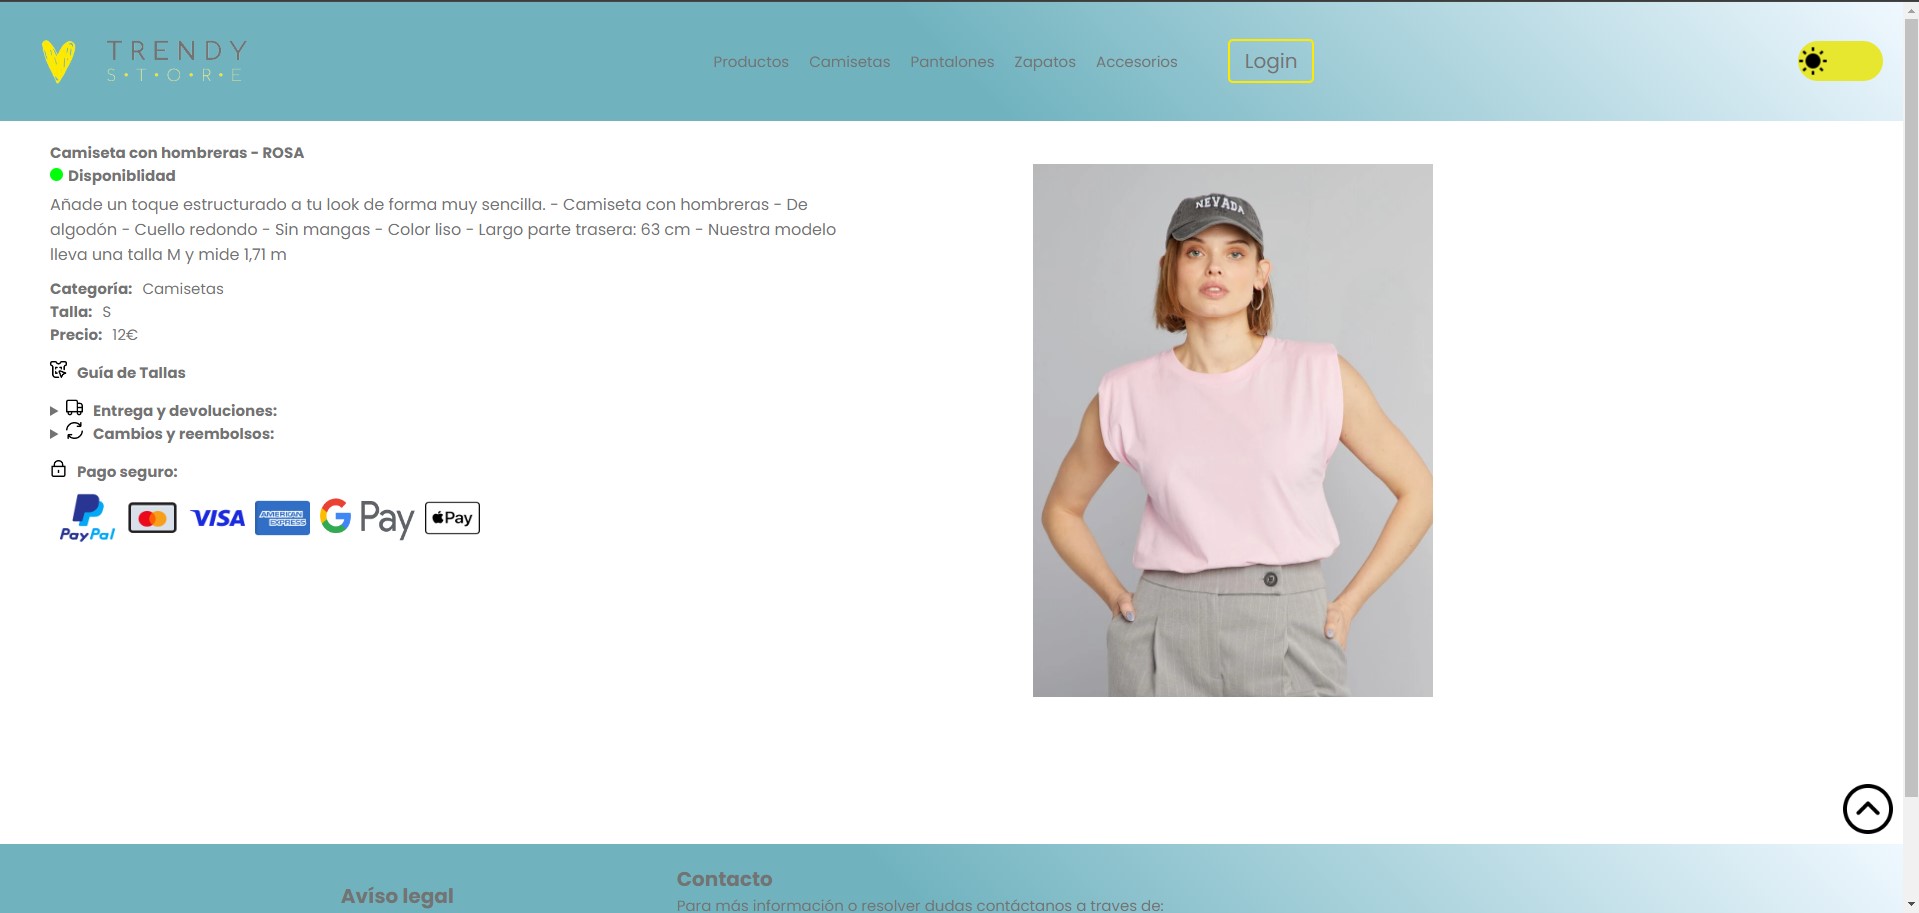 TRENDY
S·T·O·R·E
Productos Camisetas Pantalones Zapatos Accesorios Login
Camiseta con hombreras - ROSA
Disponiblidad
Añade un toque estructurado a tu look de forma muy sencilla. - Camiseta con hombreras - De
algodón - Cuello redondo - Sin mangas - Color liso - Largo parte trasera: 63 cm - Nuestra modelo
lleva una talla M y mide 1,71 m
Categoría: Camisetas
Talla: S
Precio: 12€
Guía de Tallas
Entrega y devoluciones:
Cambios y reembolsos:
Pago seguro:
PayPal VISA AMERICAN EXPRESS G Pay Pay
NEVADA
Avíso legal
Contacto
Para más información o resolver dudas contáctanos a traves de: